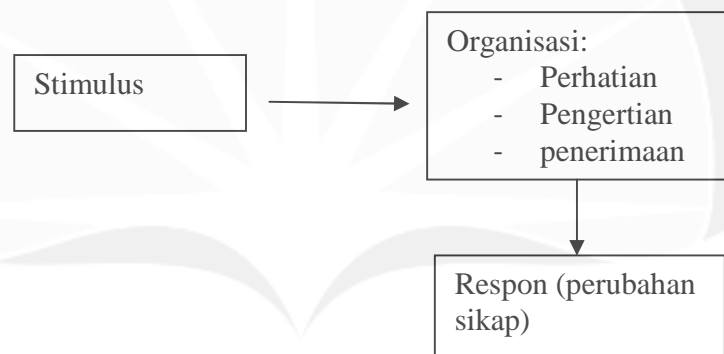 Stimulus
Organisasi:
- Perhatian
- Pengertian
- penerimaan
Respon (perubahan
sikap)